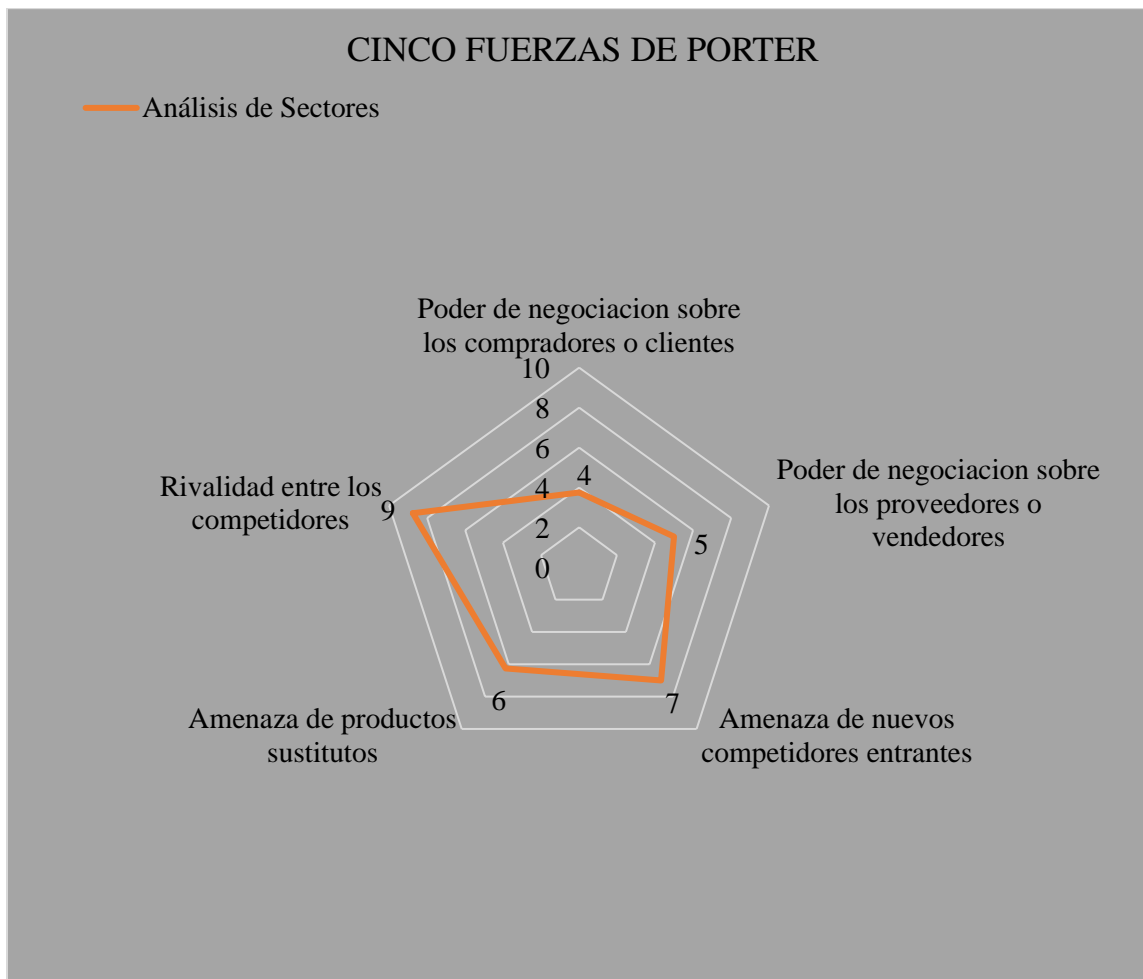 CINCO FUERZAS DE PORTER
Análisis de Sectores
Poder de negociacion sobre
los compradores o clientes
10
8
6
4
2
0
4
Poder de negociacion sobre
los proveedores o
vendedores
5
Amenaza de nuevos
competidores entrantes
7
Amenaza de productos
sustitutos
6
Rivalidad entre los
competidores
9